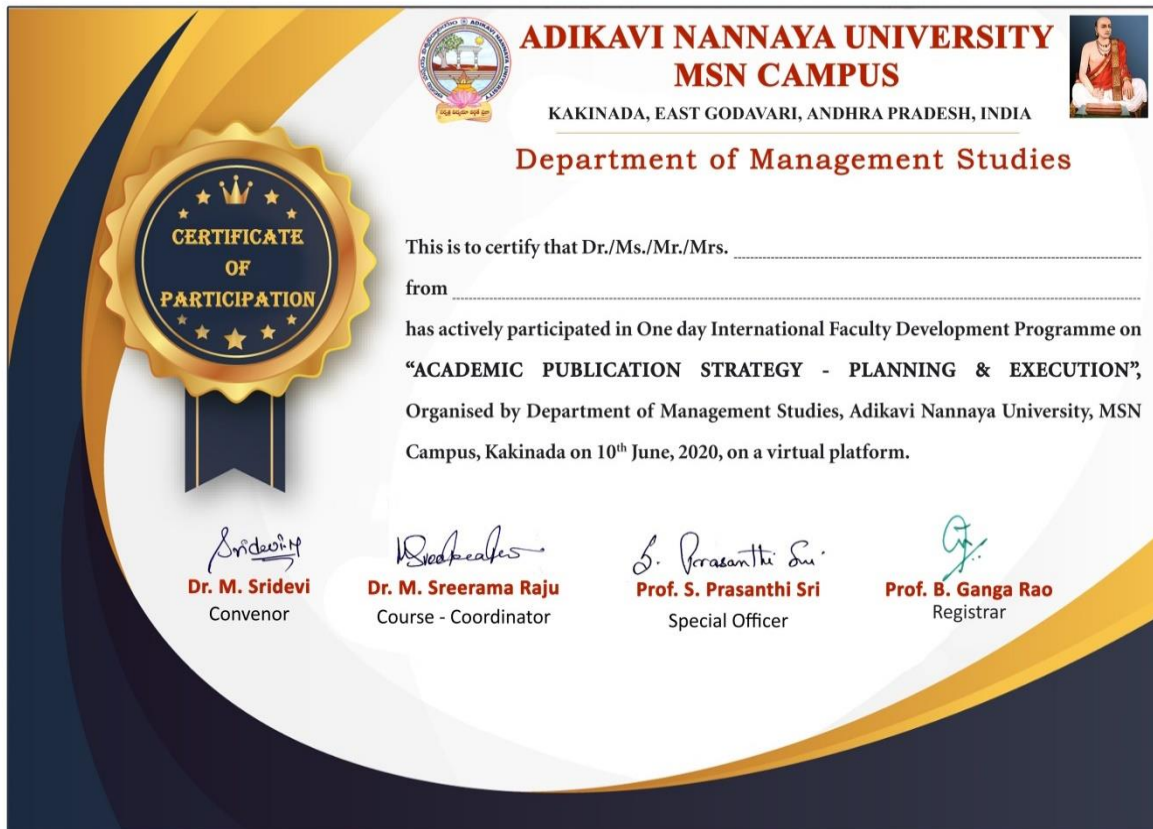 ADIKAVI NANNAYA UNIVERSITY
MSN CAMPUS
KAKINADA, EAST GODAVARI, ANDHRA PRADESH, INDIA
Department of Management Studies
CERTIFICATE
OF
PARTICIPATION
This is to certify that Dr./Ms./Mr./Mrs.
from
has actively participated in One day International Faculty Development Programme on
“ACADEMIC PUBLICATION STRATEGY - PLANNING & EXECUTION”,
Organised by Department of Management Studies, Adikavi Nannaya University, MSN
Campus, Kakinada on 10th June, 2020, on a virtual platform.
Sridevi M
S. Prasanthi Sri
Dr. M. Sridevi
Convenor
Dr. M. Sreerama Raju
Course - Coordinator
Prof. S. Prasanthi Sri
Special Officer
Prof. B. Ganga Rao
Registrar